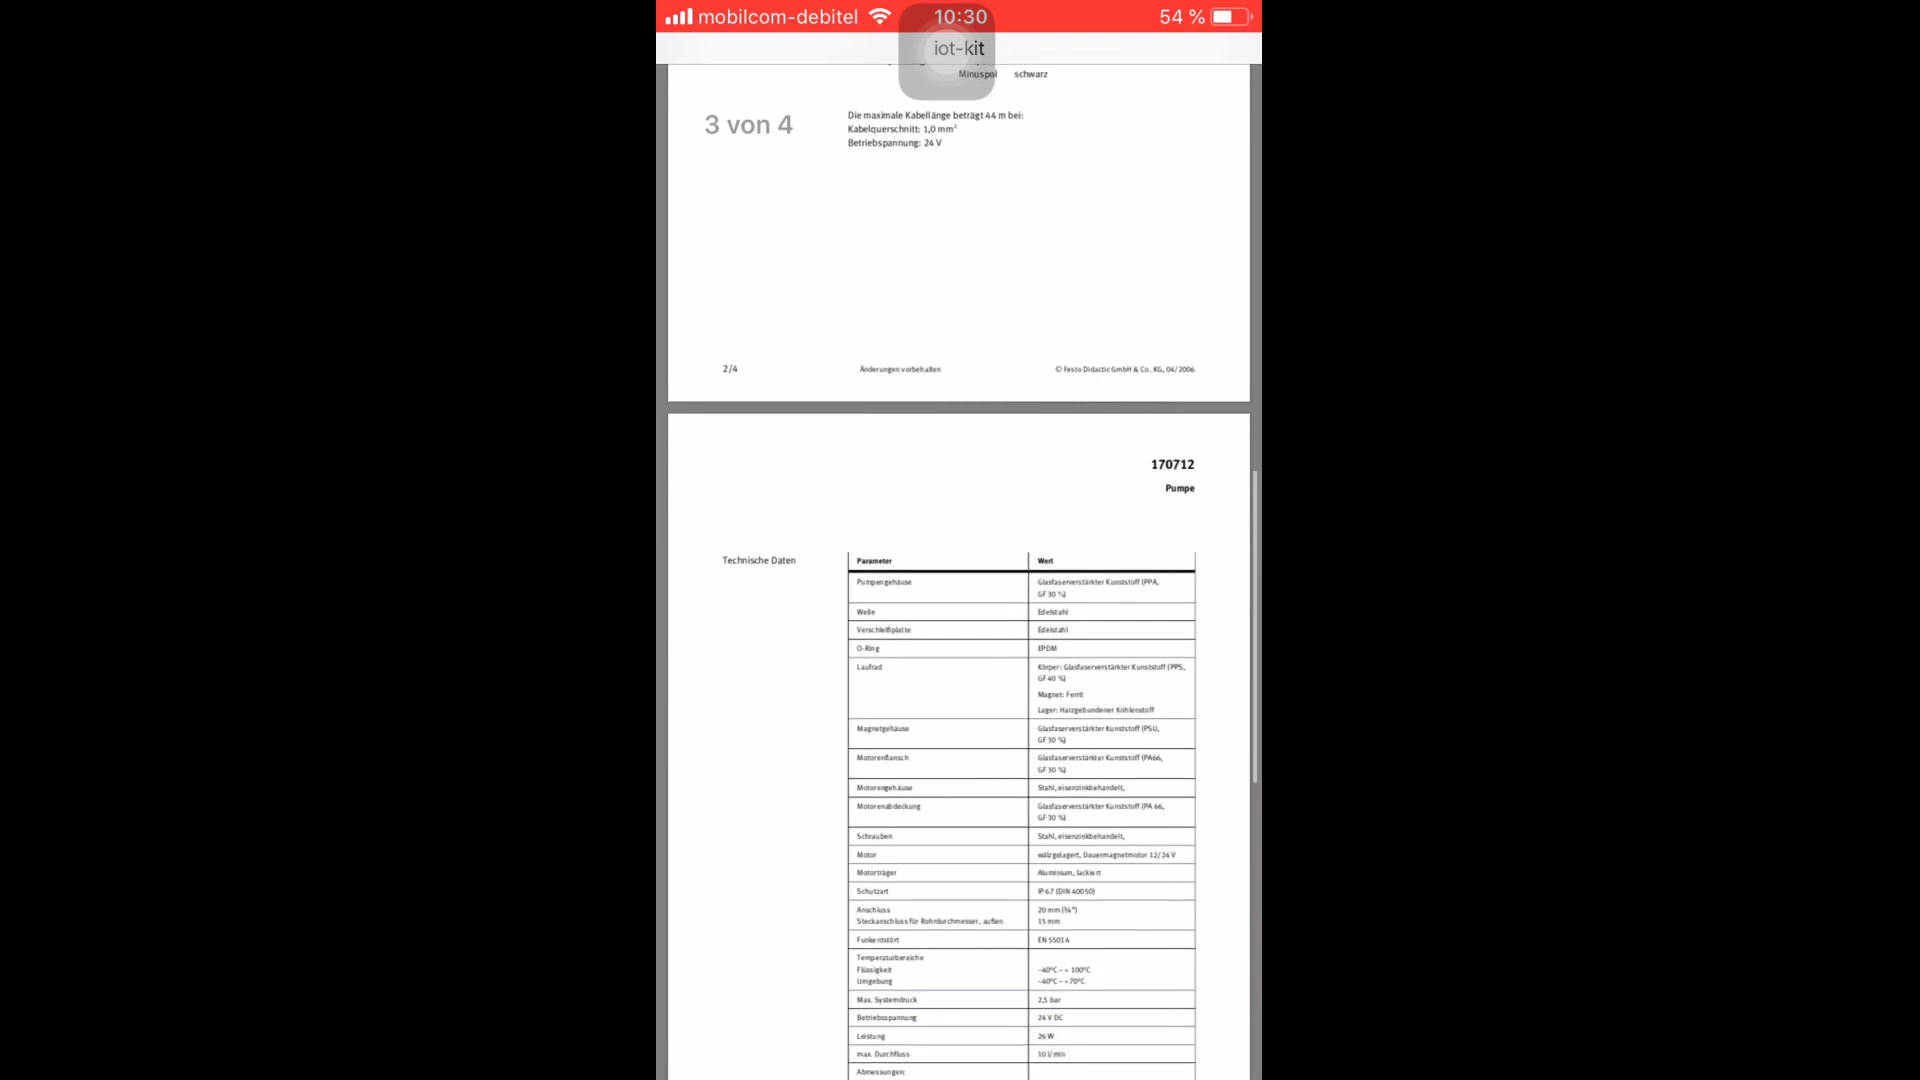 mobilcom-debitel 10:30 54 %
iot-kit
Minuspol schwarz
3 von 4
Die maximale Kabellänge beträgt 44 m bei:
Kabelquerschnitt: 1,0 mm²
Betriebspannung: 24 V
2/4 Änderungen vorbehalten © Festo Didactic GmbH & Co. KG, 04/2006
170712
Pumpe
Technische Daten
Parameter Wert
Pumpengehäuse Glasfaserverstärkter Kunststoff (PPA,
GF 30 %)
Welle Edelstahl
Verschleißplatte Edelstahl
O-Ring EPDM
Laufrad Körper: Glasfaserverstärkter Kunststoff (PPS,
GF 40 %)
Magnet: Ferrit
Lager: Harzgebundener Kohlenstoff
Magnetgehäuse Glasfaserverstärkter Kunststoff (PSU,
GF 30 %)
Motorenflansch Glasfaserverstärkter Kunststoff (PA66,
GF 30 %)
Motorengehäuse Stahl, eisenzinkbehandelt,
Motorenabdeckung Glasfaserverstärkter Kunststoff (PA 66,
GF 30 %)
Schrauben Stahl, eisenzinkbehandelt,
Motor wälzgelagert, Dauermagnetmotor 12/24 V
Motorträger Aluminium, lackiert
Schutzart IP 67 (DIN 40050)
Anschluss 20 mm (¾")
Steckanschluss für Rohrdurchmesser, außen 15 mm
Funkentstört EN 55014
Temperaturbereiche
Flüssigkeit -40°C – + 100°C
Umgebung -40°C – +70°C
Max. Systemdruck 2,5 bar
Betriebsspannung 24 V DC
Leistung 26 W
max. Durchfluss 10 l/min
Abmessungen: